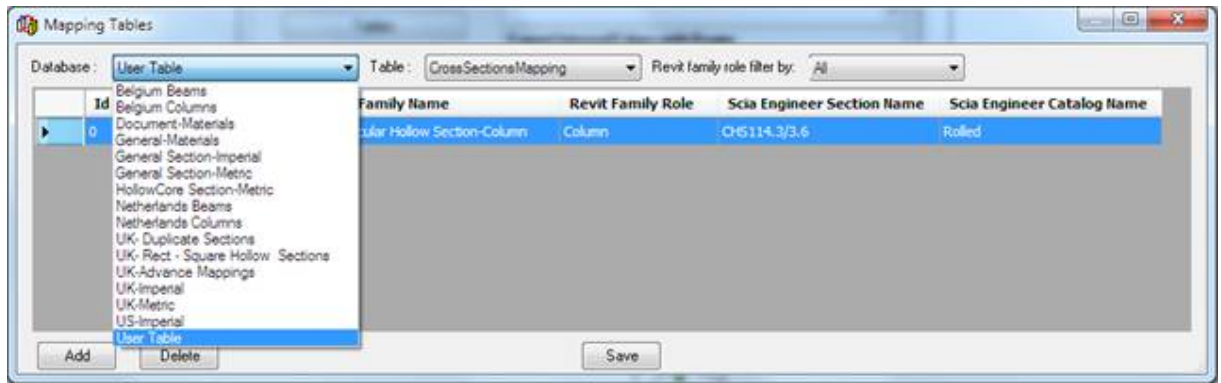 Mapping Tables
Database : User Table Table : CrossSectionsMapping Revit family role filter by: All
Id Family Name Revit Family Role Scia Engineer Section Name Scia Engineer Catalog Name
0 ular Hollow Section-Column Column CHS114.3/3.6 Rolled
Belgium Beams
Belgium Columns
Document-Materials
General-Materials
General Section-Imperial
General Section-Metric
HollowCore Section-Metric
Netherlands Beams
Netherlands Columns
UK- Duplicate Sections
UK- Rect - Square Hollow Sections
UK-Advance Mappings
UK-Imperial
UK-Metric
US-Imperial
User Table
Add Delete Save